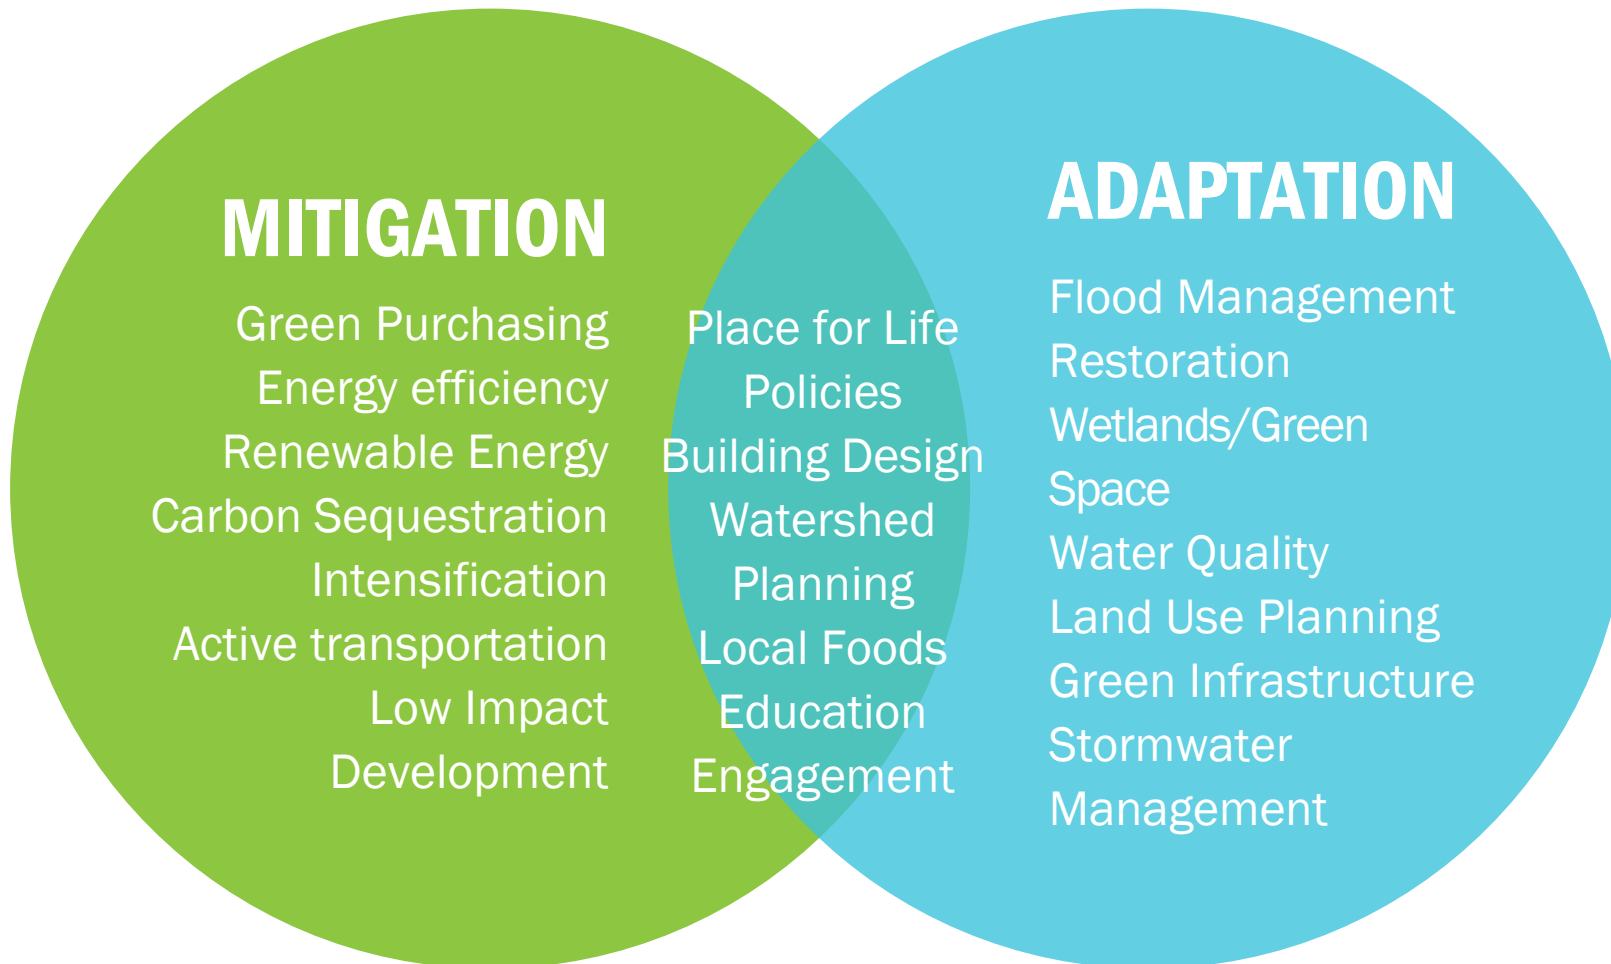 MITIGATION
Green Purchasing
Energy efficiency
Renewable Energy
Carbon Sequestration
Intensification
Active transportation
Low Impact
Development
Place for Life
Policies
Building Design
Watershed
Planning
Local Foods
Education
Engagement
ADAPTATION
Flood Management
Restoration
Wetlands/Green
Space
Water Quality
Land Use Planning
Green Infrastructure
Stormwater
Management